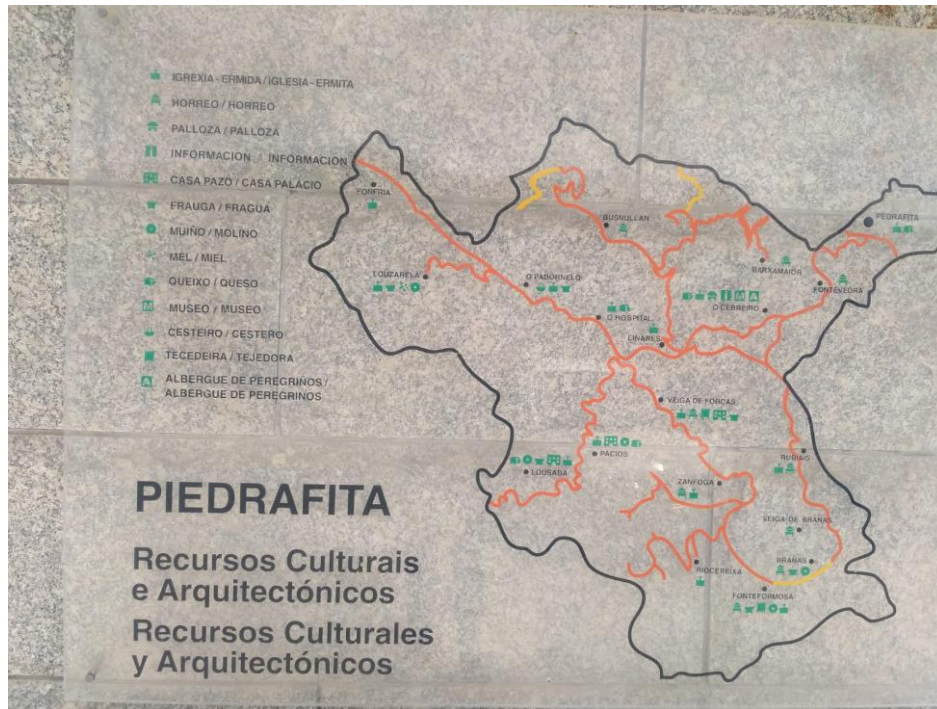 IGREXIA - ERMIDA / IGLESIA - ERMITA
HORREO / HORREO
PALLOZA / PALLOZA
INFORMACION / INFORMACION
CASA PAZO / CASA PALACIO
FRAUGA / FRAGUA
MUIÑO / MOLINO
MEL / MIEL
QUEIXO / QUESO
M MUSEO / MUSEO
CESTEIRO / CESTERO
TECEDEIRA / TEJEDORA
A ALBERGUE DE PEREGRINOS /
ALBERGUE DE PEREGRINOS
FONFRIA
BUSNULLAN
PEDRAFITA
BARXAMAIOR
FONTEVEDRA
LOUZARELA
O PADORNELO
M A
O CEBREIRO
O HOSPITAL
LINARES
VEIGA DE FORCAS
PACIOS
RUBIAIS
LOUSADA
ZANFOGA
VEIGA DE BRAÑAS
BRAÑAS
RIOCEREIXA
FONTEFORMOSA
PIEDRAFITA
Recursos Culturais
e Arquitectónicos
Recursos Culturales
y Arquitectónicos